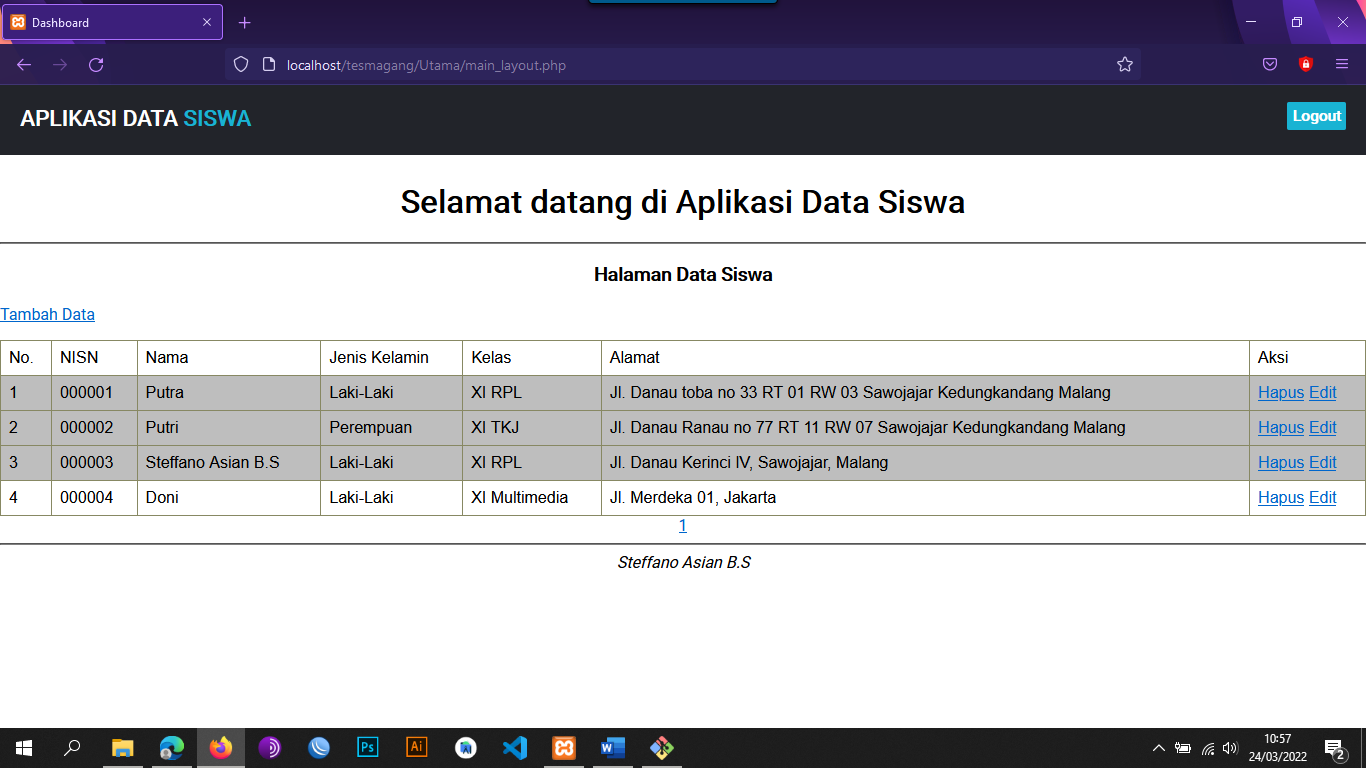 Dashboard
localhost/tesmagang/Utama/main_layout.php
APLIKASI DATA SISWA
Logout
Selamat datang di Aplikasi Data Siswa
Halaman Data Siswa
Tambah Data
No. NISN Nama Jenis Kelamin Kelas Alamat Aksi
1 000001 Putra Laki-Laki XI RPL Jl. Danau toba no 33 RT 01 RW 03 Sawojajar Kedungkandang Malang Hapus Edit
2 000002 Putri Perempuan XI TKJ Jl. Danau Ranau no 77 RT 11 RW 07 Sawojajar Kedungkandang Malang Hapus Edit
3 000003 Steffano Asian B.S Laki-Laki XI RPL Jl. Danau Kerinci IV, Sawojajar, Malang Hapus Edit
4 000004 Doni Laki-Laki XI Multimedia Jl. Merdeka 01, Jakarta Hapus Edit
1
Steffano Asian B.S
Ps
Ai
W
10:57
24/03/2022
2